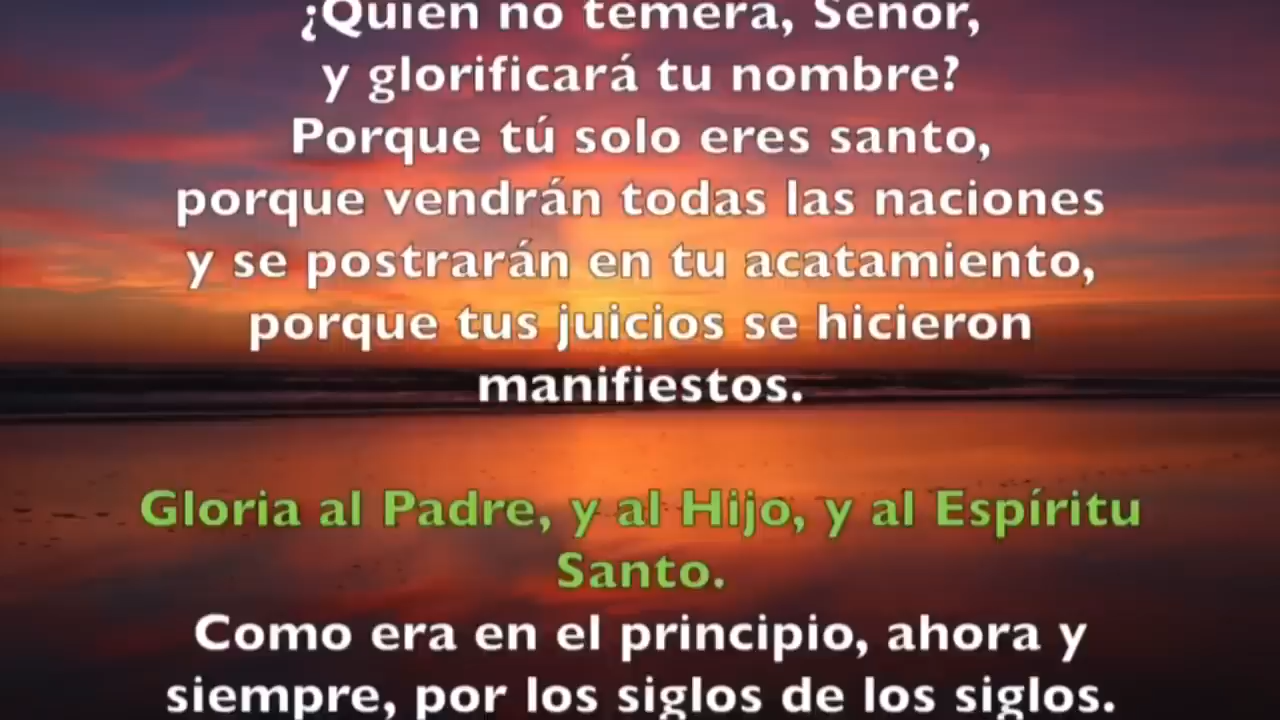 ¿Quién no temerá, Señor,
y glorificará tu nombre?
Porque tú solo eres santo,
porque vendrán todas las naciones
y se postrarán en tu acatamiento,
porque tus juicios se hicieron
manifiestos.
Gloria al Padre, y al Hijo, y al Espíritu
Santo.
Como era en el principio, ahora y
siempre, por los siglos de los siglos.